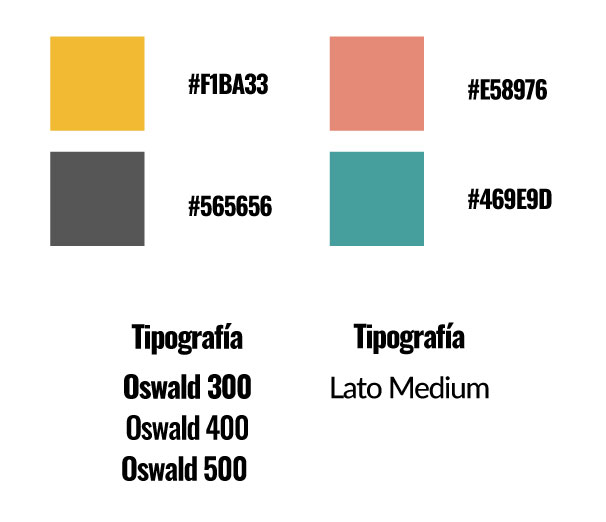 #F1BA33
#E58976
#565656
#469E9D
Tipografía
Oswald 300
Oswald 400
Oswald 500
Tipografía
Lato Medium